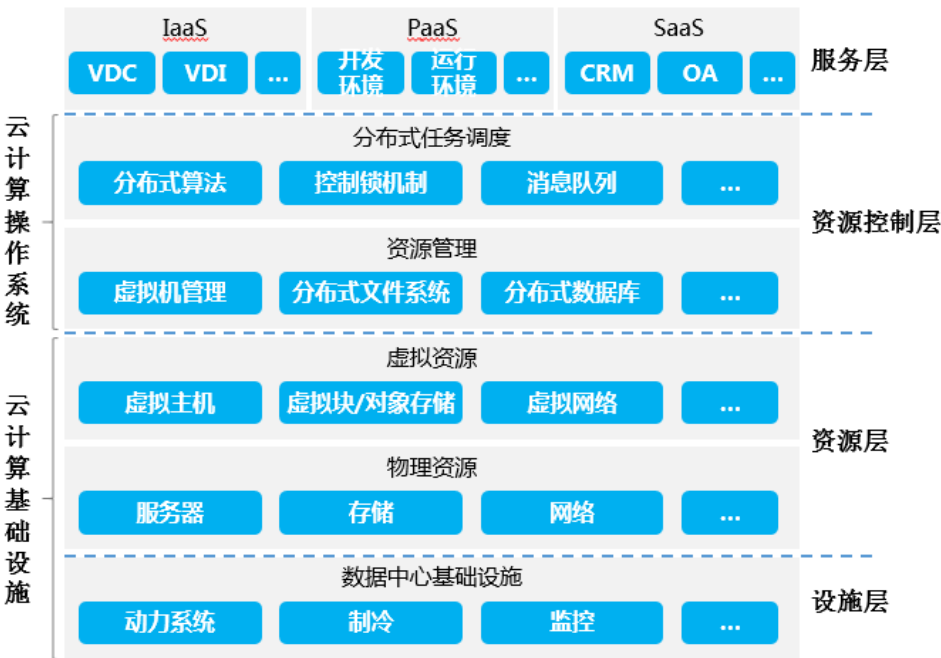 IaaS PaaS SaaS
VDC VDI ... 开发环境 运行环境 ... CRM OA ... 服务层
分布式任务调度
分布式算法 控制锁机制 消息队列 ...
云计算操作系统
资源控制层
资源管理
虚拟机管理 分布式文件系统 分布式数据库 ...
虚拟资源
虚拟主机 虚拟块/对象存储 虚拟网络 ...
云计算基础设施
资源层
物理资源
服务器 存储 网络 ...
数据中心基础设施
动力系统 制冷 监控 ...
设施层